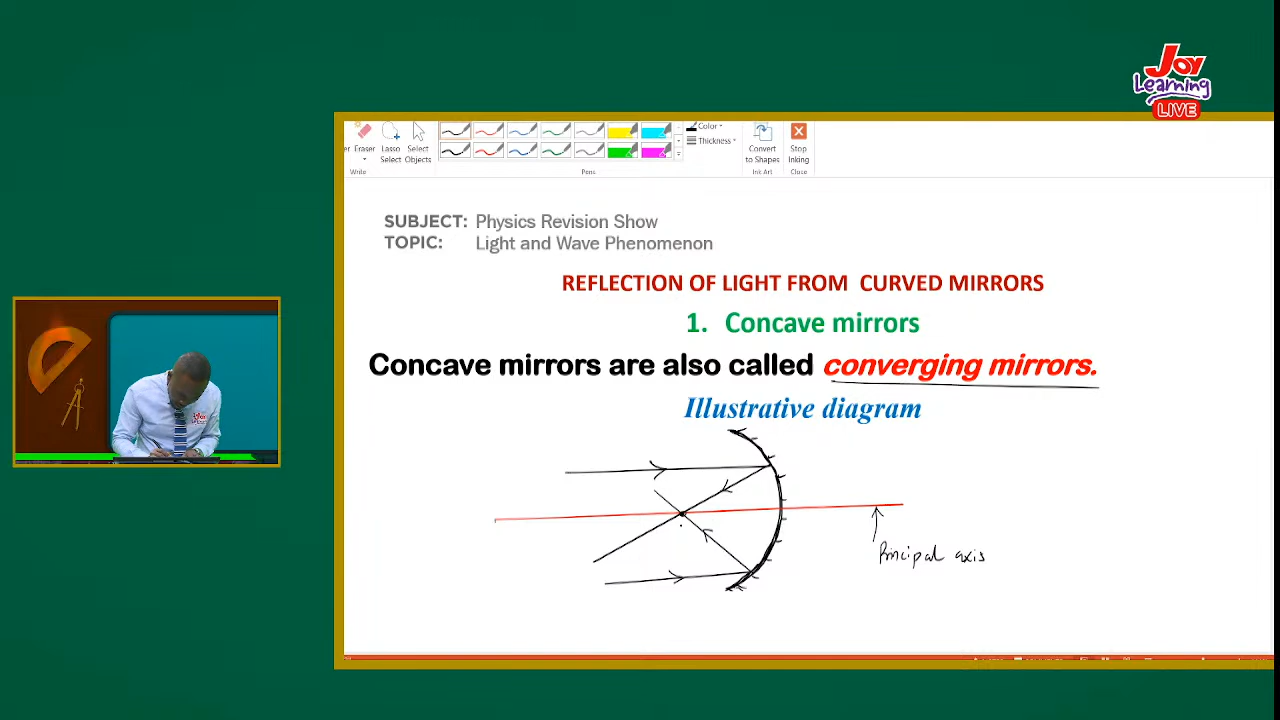 Joy
Learning
LIVE
Eraser
Lasso
Select
Select
Objects
Color
Thickness
Convert
to Shapes
Stop
Inking
Write
Pens
Ink Art
Close
SUBJECT: Physics Revision Show
TOPIC: Light and Wave Phenomenon
REFLECTION OF LIGHT FROM CURVED MIRRORS
1. Concave mirrors
Concave mirrors are also called converging mirrors.
Illustrative diagram
Principal axis